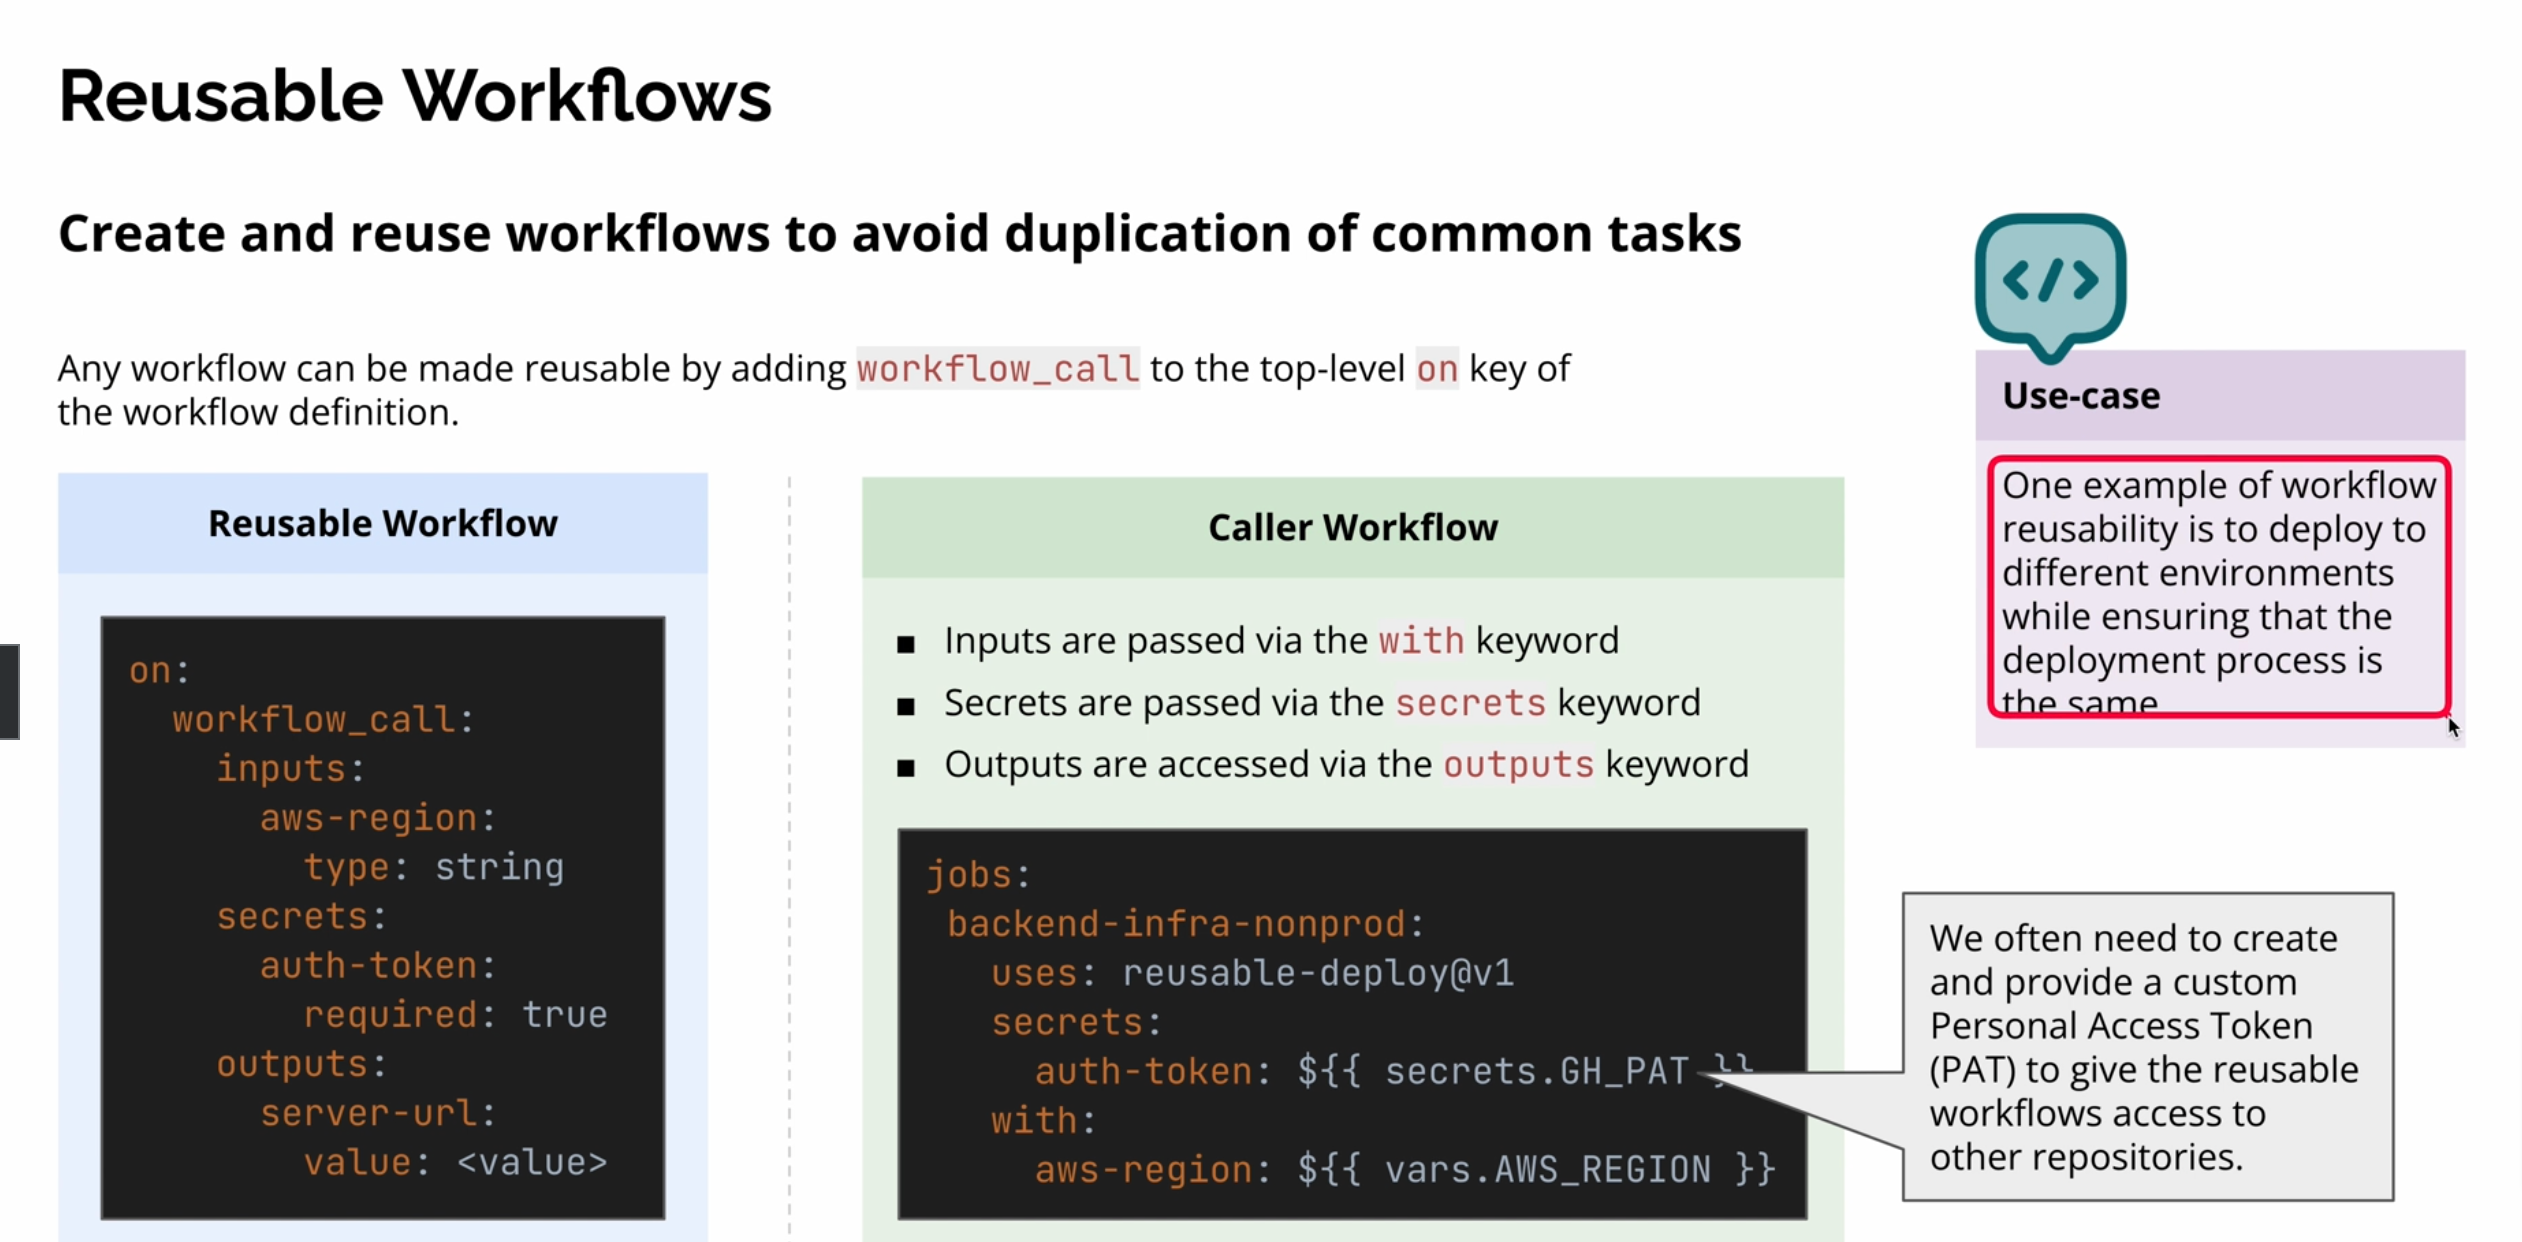 Reusable Workflows
Create and reuse workflows to avoid duplication of common tasks
Any workflow can be made reusable by adding workflow_call to the top-level on key of
the workflow definition.
Reusable Workflow
on:
  workflow_call:
    inputs:
      aws-region:
        type: string
    secrets:
      auth-token:
        required: true
    outputs:
      server-url:
        value: <value>
Caller Workflow
▪ Inputs are passed via the with keyword
▪ Secrets are passed via the secrets keyword
▪ Outputs are accessed via the outputs keyword
jobs:
 backend-infra-nonprod:
   uses: reusable-deploy@v1
   secrets:
     auth-token: ${{ secrets.GH_PAT }}
   with:
     aws-region: ${{ vars.AWS_REGION }}
</>
Use-case
One example of workflow
reusability is to deploy to
different environments
while ensuring that the
deployment process is
the same
We often need to create
and provide a custom
Personal Access Token
(PAT) to give the reusable
workflows access to
other repositories.